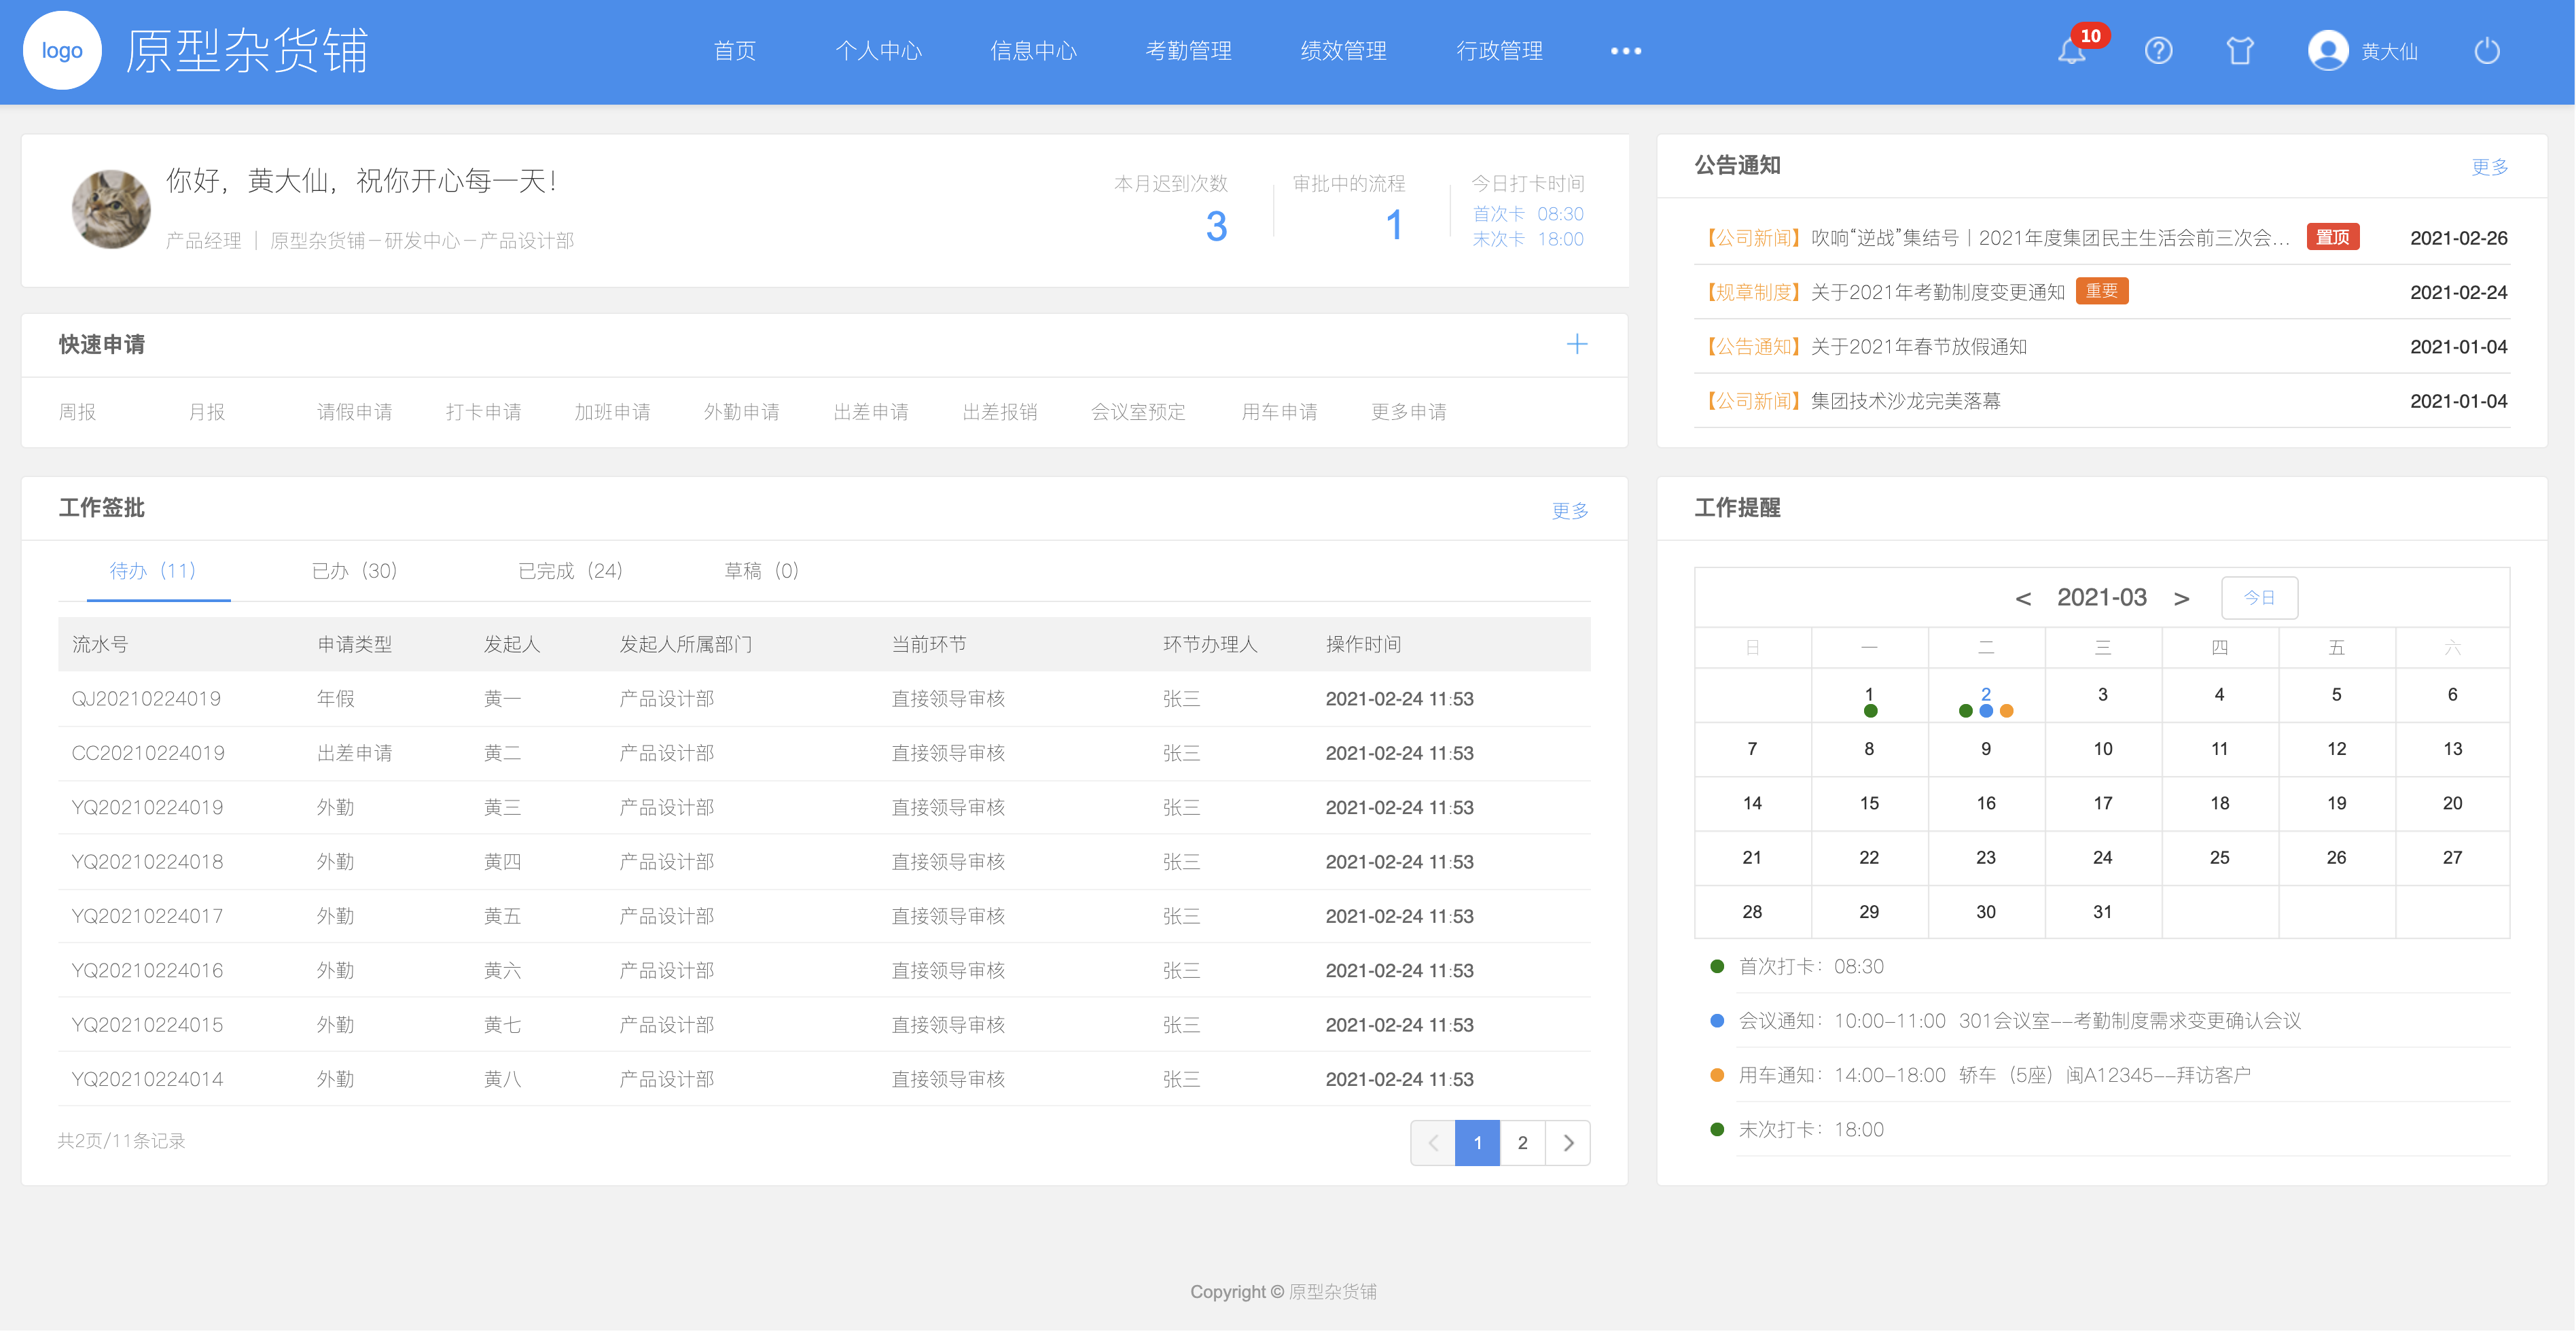 logo 原型杂货铺 首页 个人中心 信息中心 考勤管理 绩效管理 行政管理 ••• 10 黄大仙
你好，黄大仙，祝你开心每一天！
产品经理 | 原型杂货铺－研发中心－产品设计部
本月迟到次数
3
审批中的流程
1
今日打卡时间
首次卡 08:30
末次卡 18:00
快速申请
周报 月报 请假申请 打卡申请 加班申请 外勤申请 出差申请 出差报销 会议室预定 用车申请 更多申请
公告通知 更多
【公司新闻】吹响“逆战”集结号丨2021年度集团民主生活会前三次会... 置顶 2021-02-26
【规章制度】关于2021年考勤制度变更通知 重要 2021-02-24
【公告通知】关于2021年春节放假通知 2021-01-04
【公司新闻】集团技术沙龙完美落幕 2021-01-04
工作签批 更多
待办（11） 已办（30） 已完成（24） 草稿（0）
流水号 申请类型 发起人 发起人所属部门 当前环节 环节办理人 操作时间
QJ20210224019 年假 黄一 产品设计部 直接领导审核 张三 2021-02-24 11:53
CC20210224019 出差申请 黄二 产品设计部 直接领导审核 张三 2021-02-24 11:53
YQ20210224019 外勤 黄三 产品设计部 直接领导审核 张三 2021-02-24 11:53
YQ20210224018 外勤 黄四 产品设计部 直接领导审核 张三 2021-02-24 11:53
YQ20210224017 外勤 黄五 产品设计部 直接领导审核 张三 2021-02-24 11:53
YQ20210224016 外勤 黄六 产品设计部 直接领导审核 张三 2021-02-24 11:53
YQ20210224015 外勤 黄七 产品设计部 直接领导审核 张三 2021-02-24 11:53
YQ20210224014 外勤 黄八 产品设计部 直接领导审核 张三 2021-02-24 11:53
共2页/11条记录 1 2
工作提醒
< 2021-03 > 今日
日 一 二 三 四 五 六
1 2 3 4 5 6
7 8 9 10 11 12 13
14 15 16 17 18 19 20
21 22 23 24 25 26 27
28 29 30 31
首次打卡：08:30
会议通知：10:00-11:00 301会议室--考勤制度需求变更确认会议
用车通知：14:00-18:00 轿车（5座）闽A12345--拜访客户
末次打卡：18:00
Copyright © 原型杂货铺